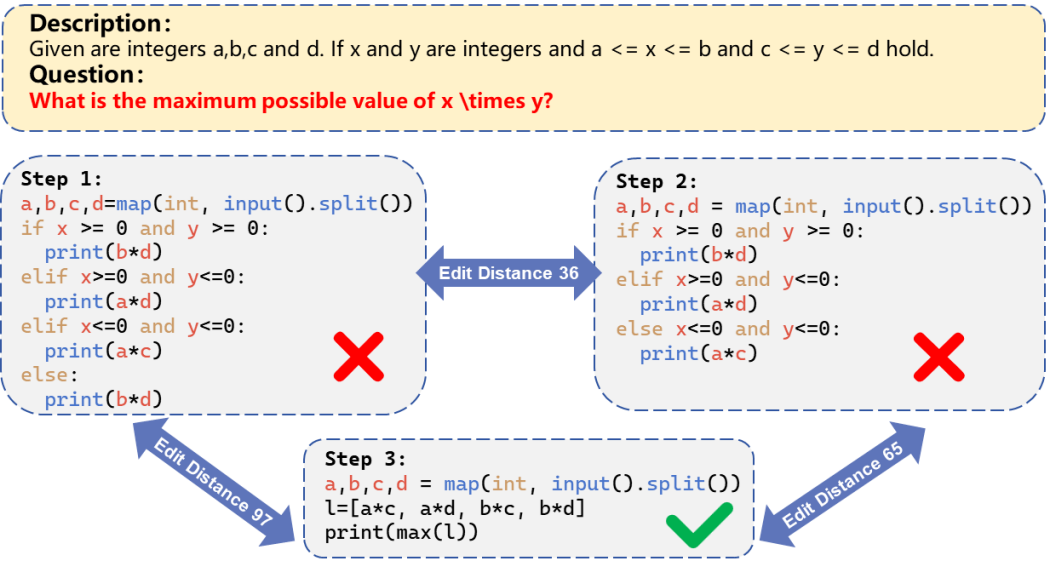 Description:
Given are integers a,b,c and d. If x and y are integers and a <= x <= b and c <= y <= d hold.
Question:
What is the maximum possible value of x \times y?
Step 1:
a,b,c,d=map(int, input().split())
if x >= 0 and y >= 0:
  print(b*d)
elif x>=0 and y<=0:
  print(a*d)
elif x<=0 and y<=0:
  print(a*c)
else:
  print(b*d)
Edit Distance 36
Step 2:
a,b,c,d = map(int, input().split())
if x >= 0 and y >= 0:
  print(b*d)
elif x>=0 and y<=0:
  print(a*d)
else x<=0 and y<=0:
  print(a*c)
Edit Distance 97
Step 3:
a,b,c,d = map(int, input().split())
l=[a*c, a*d, b*c, b*d]
print(max(l))
Edit Distance 65